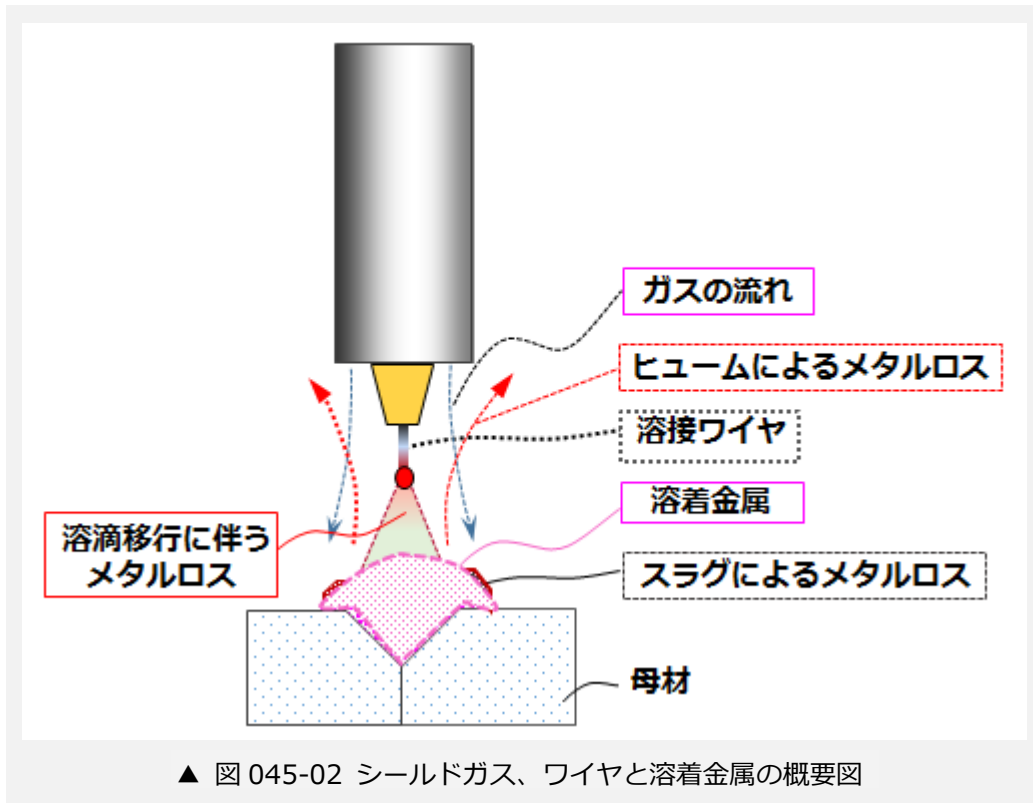 ガスの流れ
ヒュームによるメタルロス
溶接ワイヤ
溶着金属
溶滴移行に伴う
メタルロス
スラグによるメタルロス
母材
▲ 図 045-02 シールドガス、ワイヤと溶着金属の概要図